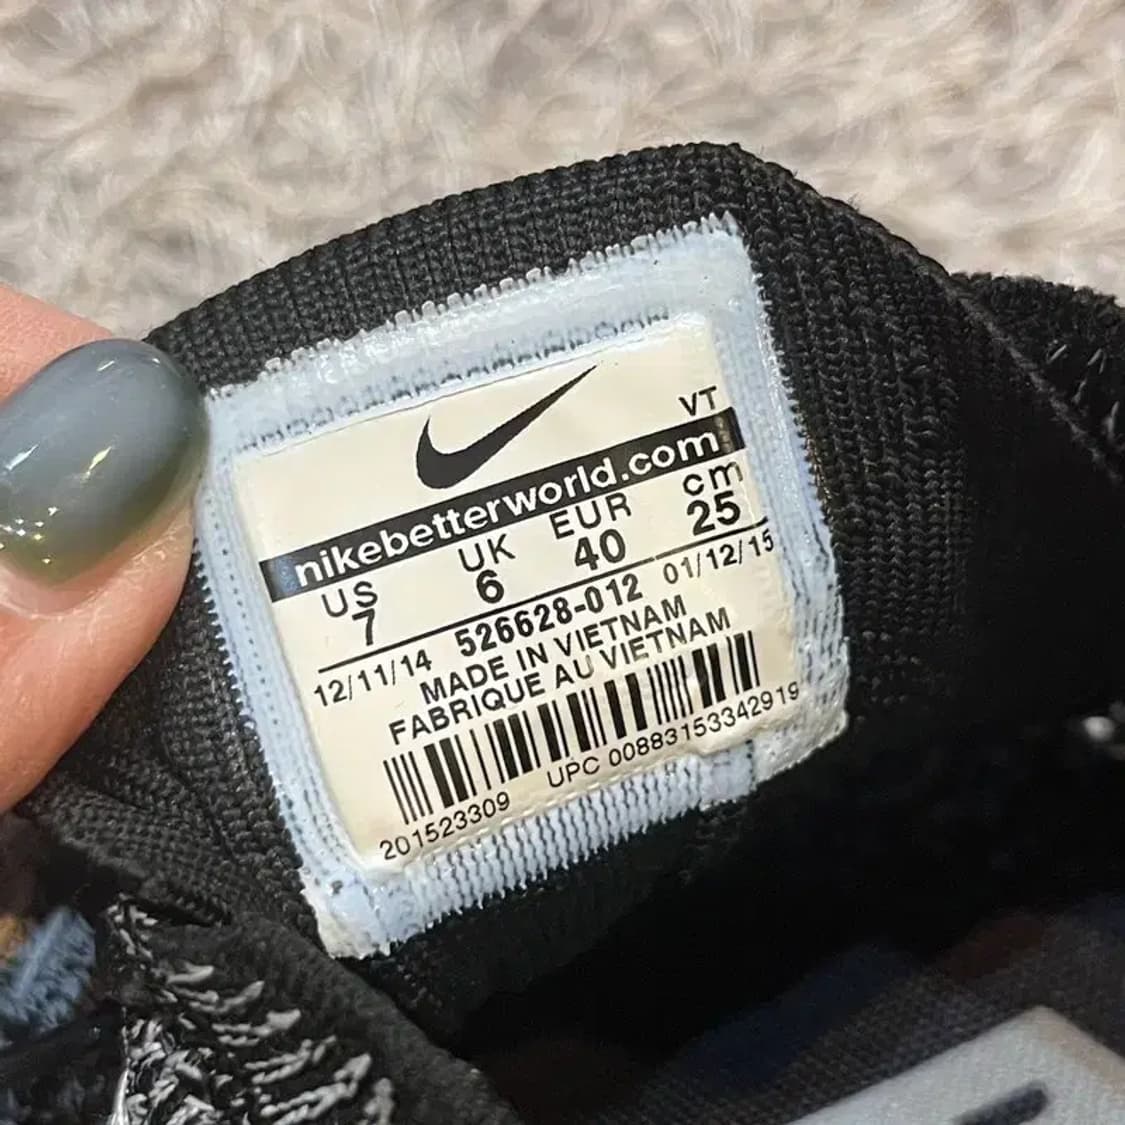 VT
nikebetterworld.com
US UK EUR cm
7 6 40 25
12/11/14 526628-012 01/12/15
MADE IN VIETNAM
FABRIQUE AU VIETNAM
201523309 UPC 00883153342919